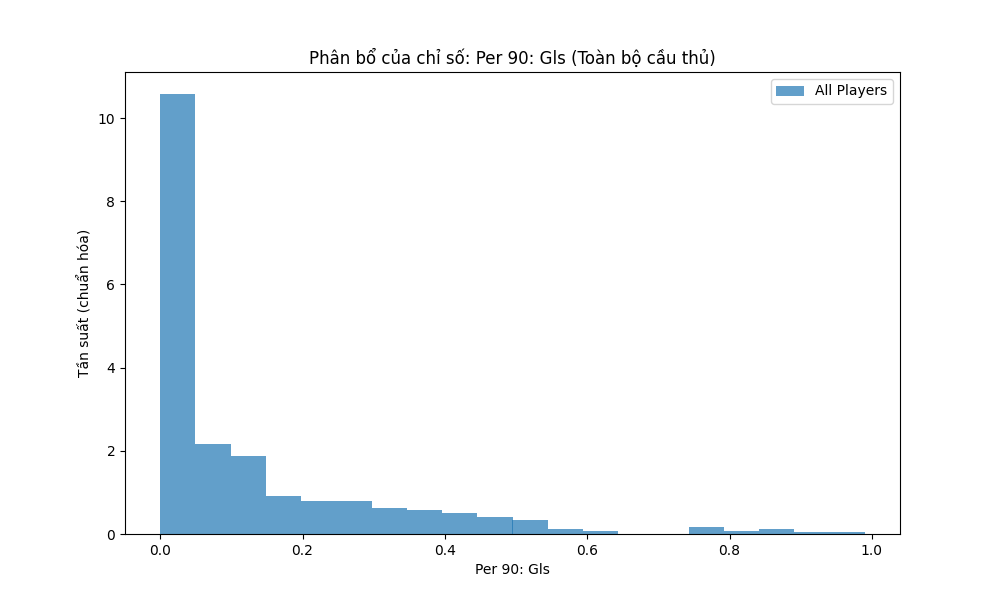 Phân bổ của chỉ số: Per 90: Gls (Toàn bộ cầu thủ)
All Players
Tần suất (chuẩn hóa)
10
8
6
4
2
0
0.0 0.2 0.4 0.6 0.8 1.0
Per 90: Gls